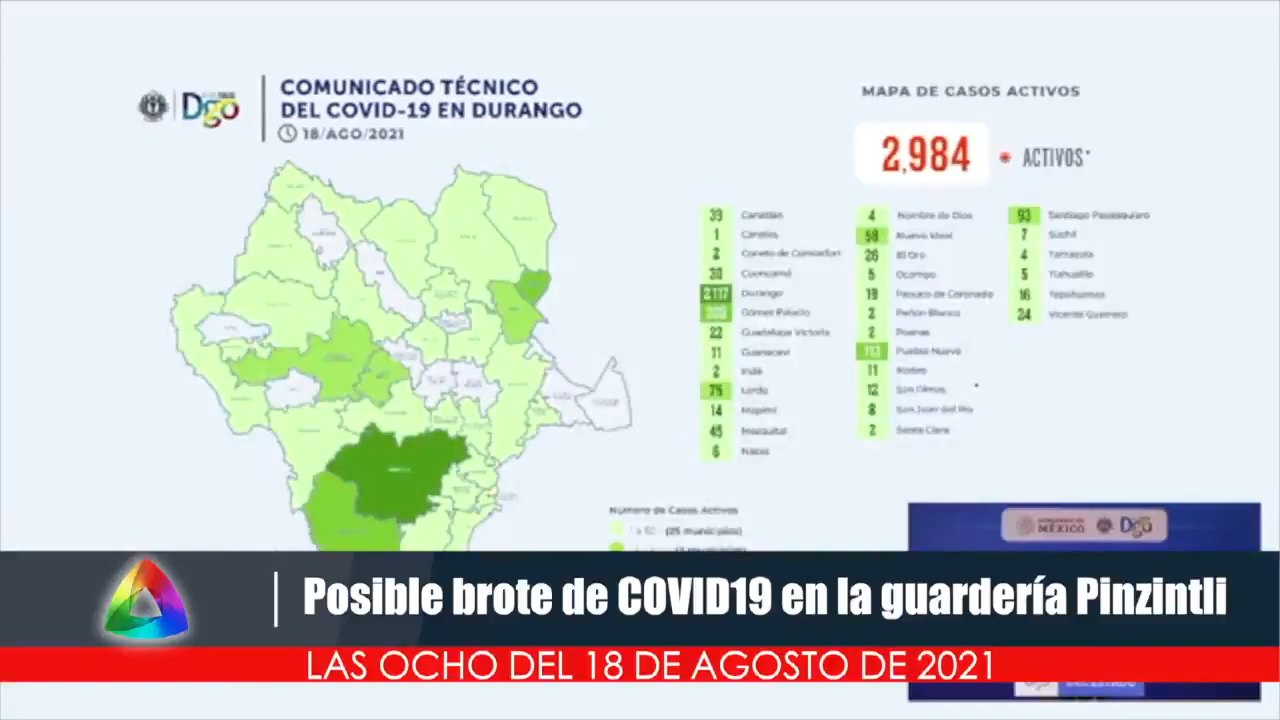 COMUNICADO TÉCNICO
DEL COVID-19 EN DURANGO
18/AGO/2021
Dgo
MAPA DE CASOS ACTIVOS
2,984 ACTIVOS*
39 Canatlán
1 Canelas
2 Coneto de Comonfort
20 Cuencamé
2,117 Durango
Gómez Palacio
22 Guadalupe Victoria
11 Guanaceví
2 Indé
75 Lerdo
14 Mapimí
45 Mezquital
6 Nazas
4 Nombre de Dios
58 Nuevo Ideal
26 El Oro
5 Ocampo
19 Pánuco de Coronado
2 Peñón Blanco
2 Poanas
113 Pueblo Nuevo
11 Rodeo
12 San Dimas
8 San Juan del Río
2 Santa Clara
93 Santiago Papasquiaro
7 Súchil
4 Tamazula
5 Tlahualilo
16 Tepehuanes
24 Vicente Guerrero
Número de Casos Activos
(25 municipios)
MÉXICO Dgo
Posible brote de COVID19 en la guardería Pinzintli
LAS OCHO DEL 18 DE AGOSTO DE 2021